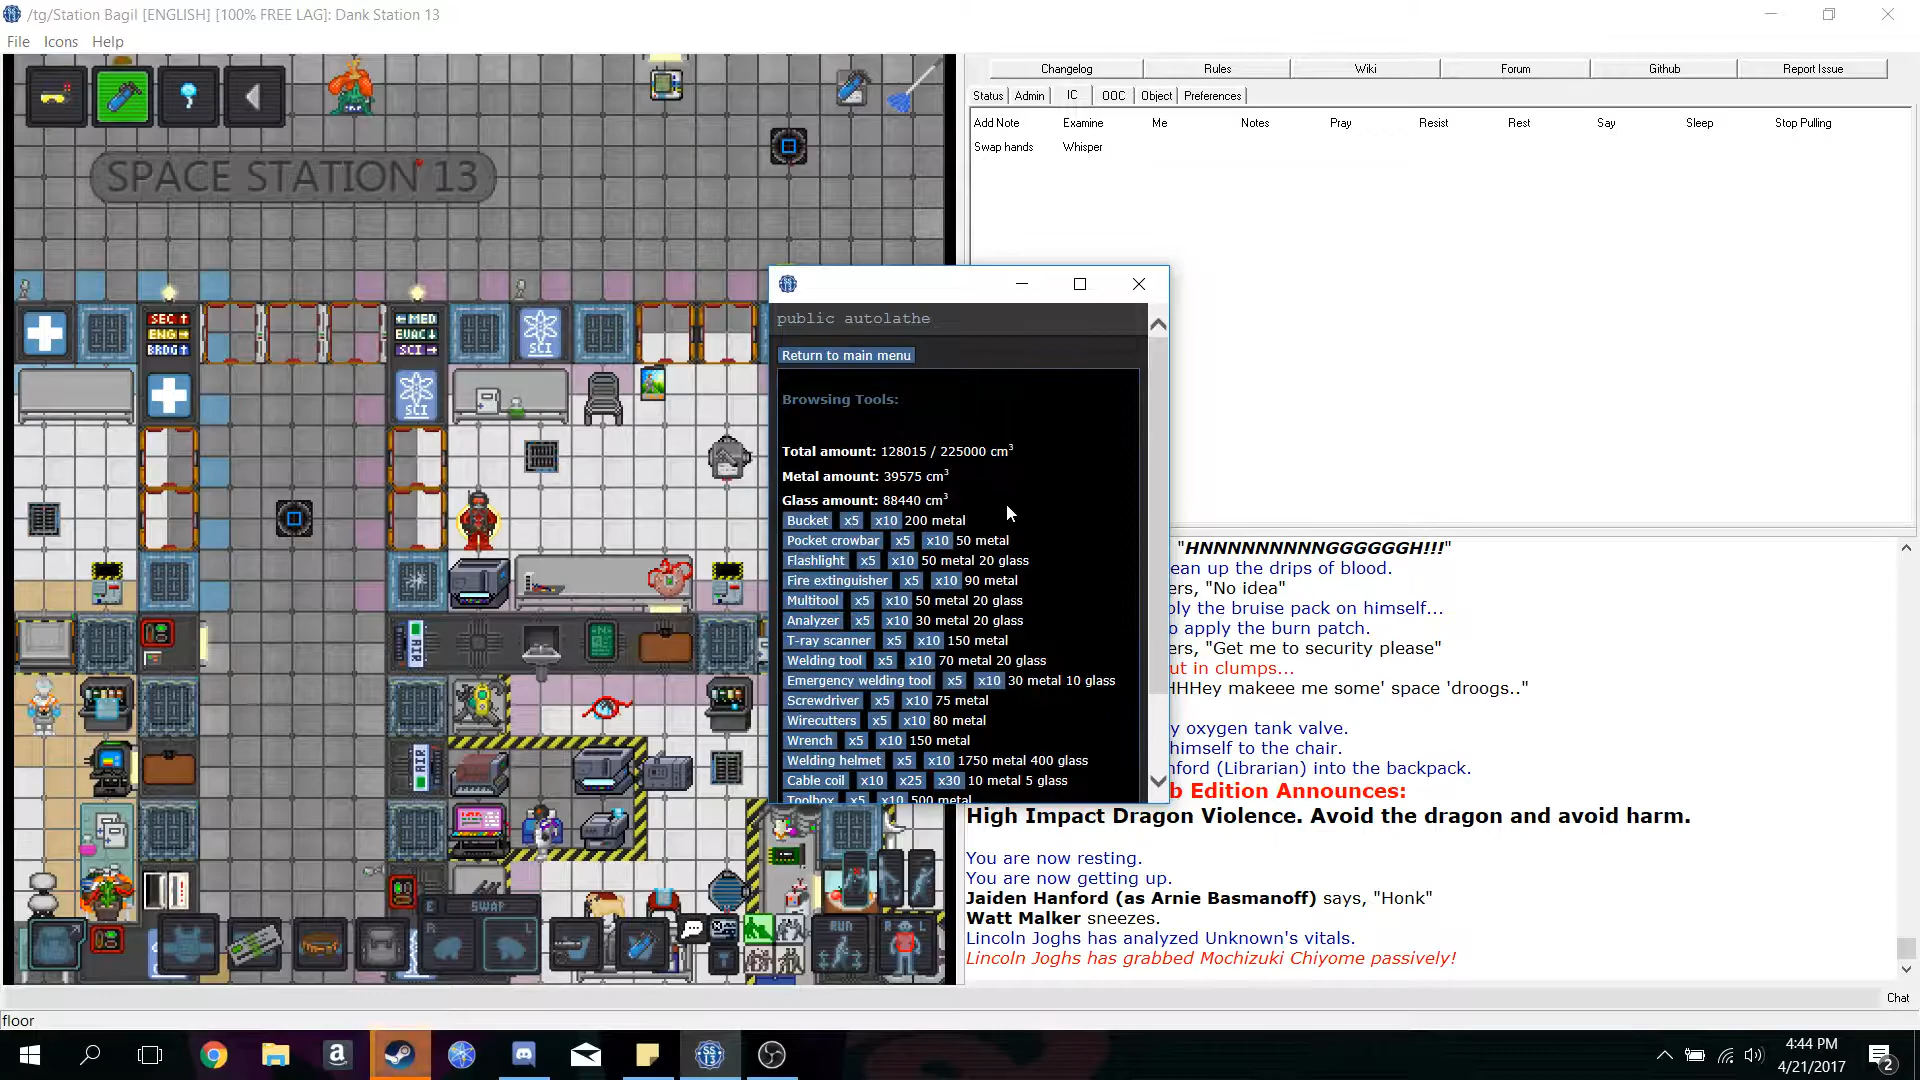 /tg/Station Bagil [ENGLISH] [100% FREE LAG]: Dank Station 13
File Icons Help
SPACE STATION 13
SEC
ENG
BRDG
MED
EVAC
SCI
SCI
SCI
AIR
AIR
E SWAP
R L
RUN
R L
Changelog Rules Wiki Forum Github Report Issue
Status Admin IC OOC Object Preferences
Add Note Examine Me Notes Pray Resist Rest Say Sleep Stop Pulling
Swap hands Whisper
public autolathe
Return to main menu
Browsing Tools:
Total amount: 128015 / 225000 cm3
Metal amount: 39575 cm3
Glass amount: 88440 cm3
Bucket x5 x10 200 metal
Pocket crowbar x5 x10 50 metal
Flashlight x5 x10 50 metal 20 glass
Fire extinguisher x5 x10 90 metal
Multitool x5 x10 50 metal 20 glass
Analyzer x5 x10 30 metal 20 glass
T-ray scanner x5 x10 150 metal
Welding tool x5 x10 70 metal 20 glass
Emergency welding tool x5 x10 30 metal 10 glass
Screwdriver x5 x10 75 metal
Wirecutters x5 x10 80 metal
Wrench x5 x10 150 metal
Welding helmet x5 x10 1750 metal 400 glass
Cable coil x10 x25 x30 10 metal 5 glass
Toolbox x5 x10 500 metal
"HNNNNNNNNNGGGGGGH!!!"
ean up the drips of blood.
ers, "No idea"
ply the bruise pack on himself...
o apply the burn patch.
ers, "Get me to security please"
ut in clumps...
HHHey makeee me some' space 'droogs.."
y oxygen tank valve.
himself to the chair.
nford (Librarian) into the backpack.
b Edition Announces:
High Impact Dragon Violence. Avoid the dragon and avoid harm.
You are now resting.
You are now getting up.
Jaiden Hanford (as Arnie Basmanoff) says, "Honk"
Watt Malker sneezes.
Lincoln Joghs has analyzed Unknown's vitals.
Lincoln Joghs has grabbed Mochizuki Chiyome passively!
Chat
floor
SS
13
4:44 PM
4/21/2017
2